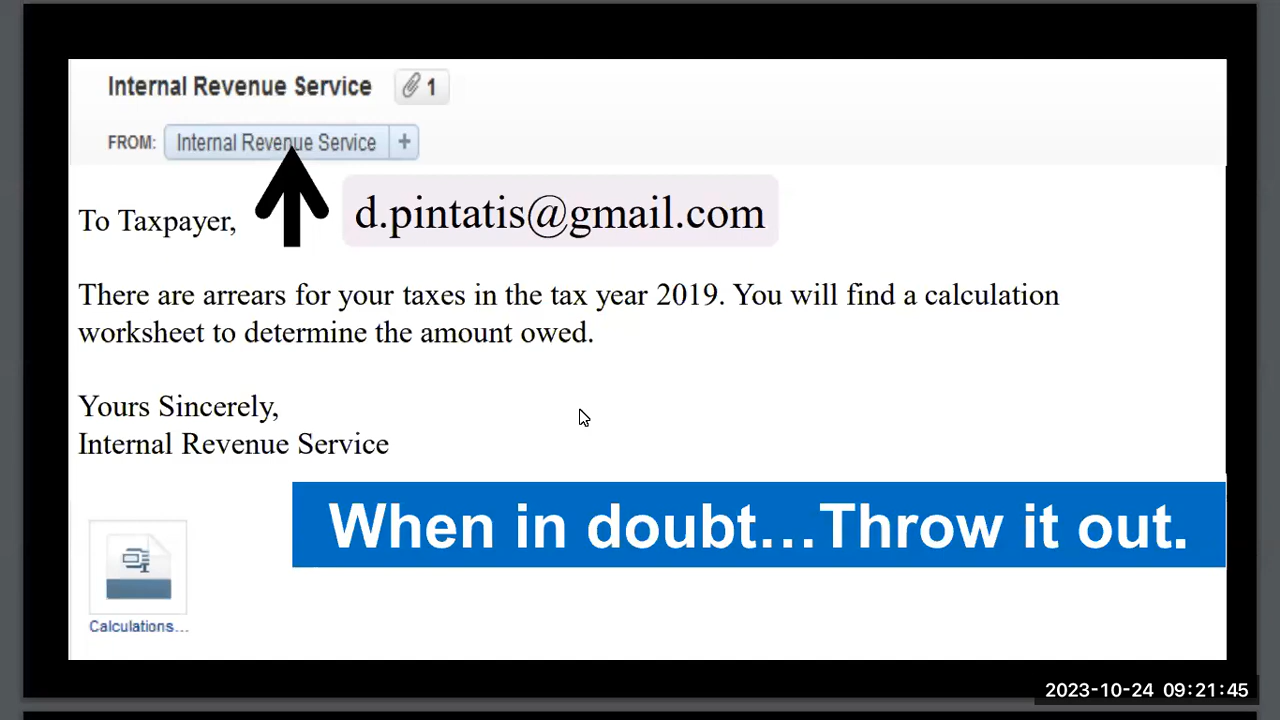 Internal Revenue Service 1
FROM: Internal Revenue Service +
To Taxpayer,
d.pintatis@gmail.com
There are arrears for your taxes in the tax year 2019. You will find a calculation
worksheet to determine the amount owed.
Yours Sincerely,
Internal Revenue Service
When in doubt…Throw it out.
Calculations...
2023-10-24 09:21:45